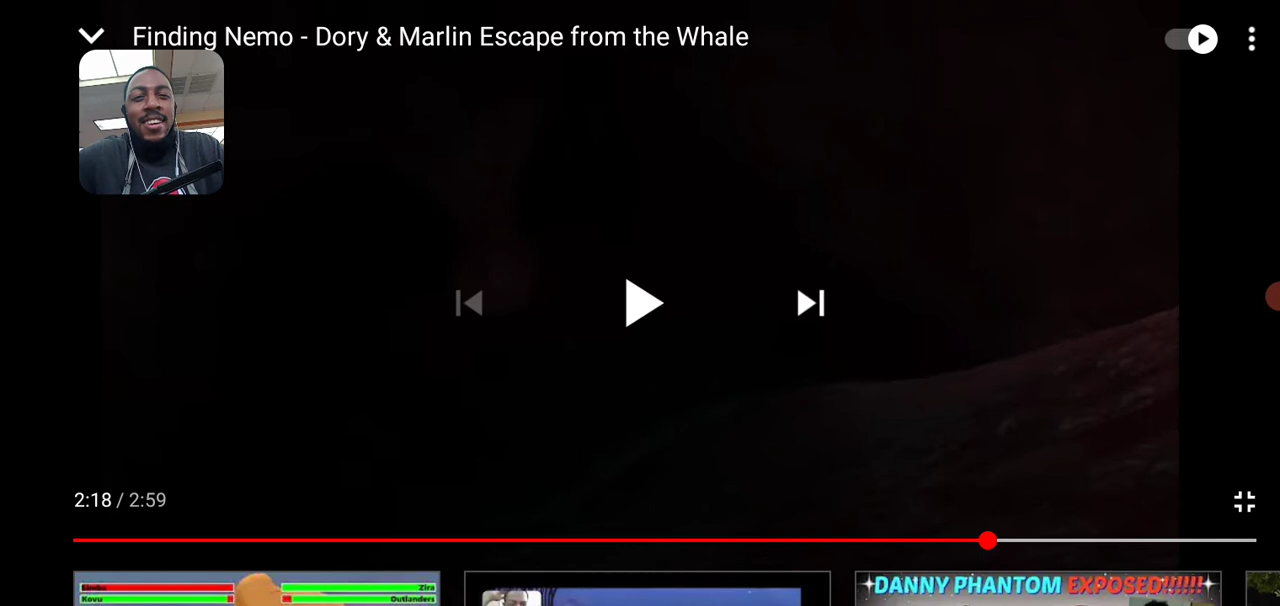 Finding Nemo - Dory & Marlin Escape from the Whale
2:18 / 2:59
Simba
Zira
Kovu
Outlanders
DANNY PHANTOM EXPOSED!!!!!!